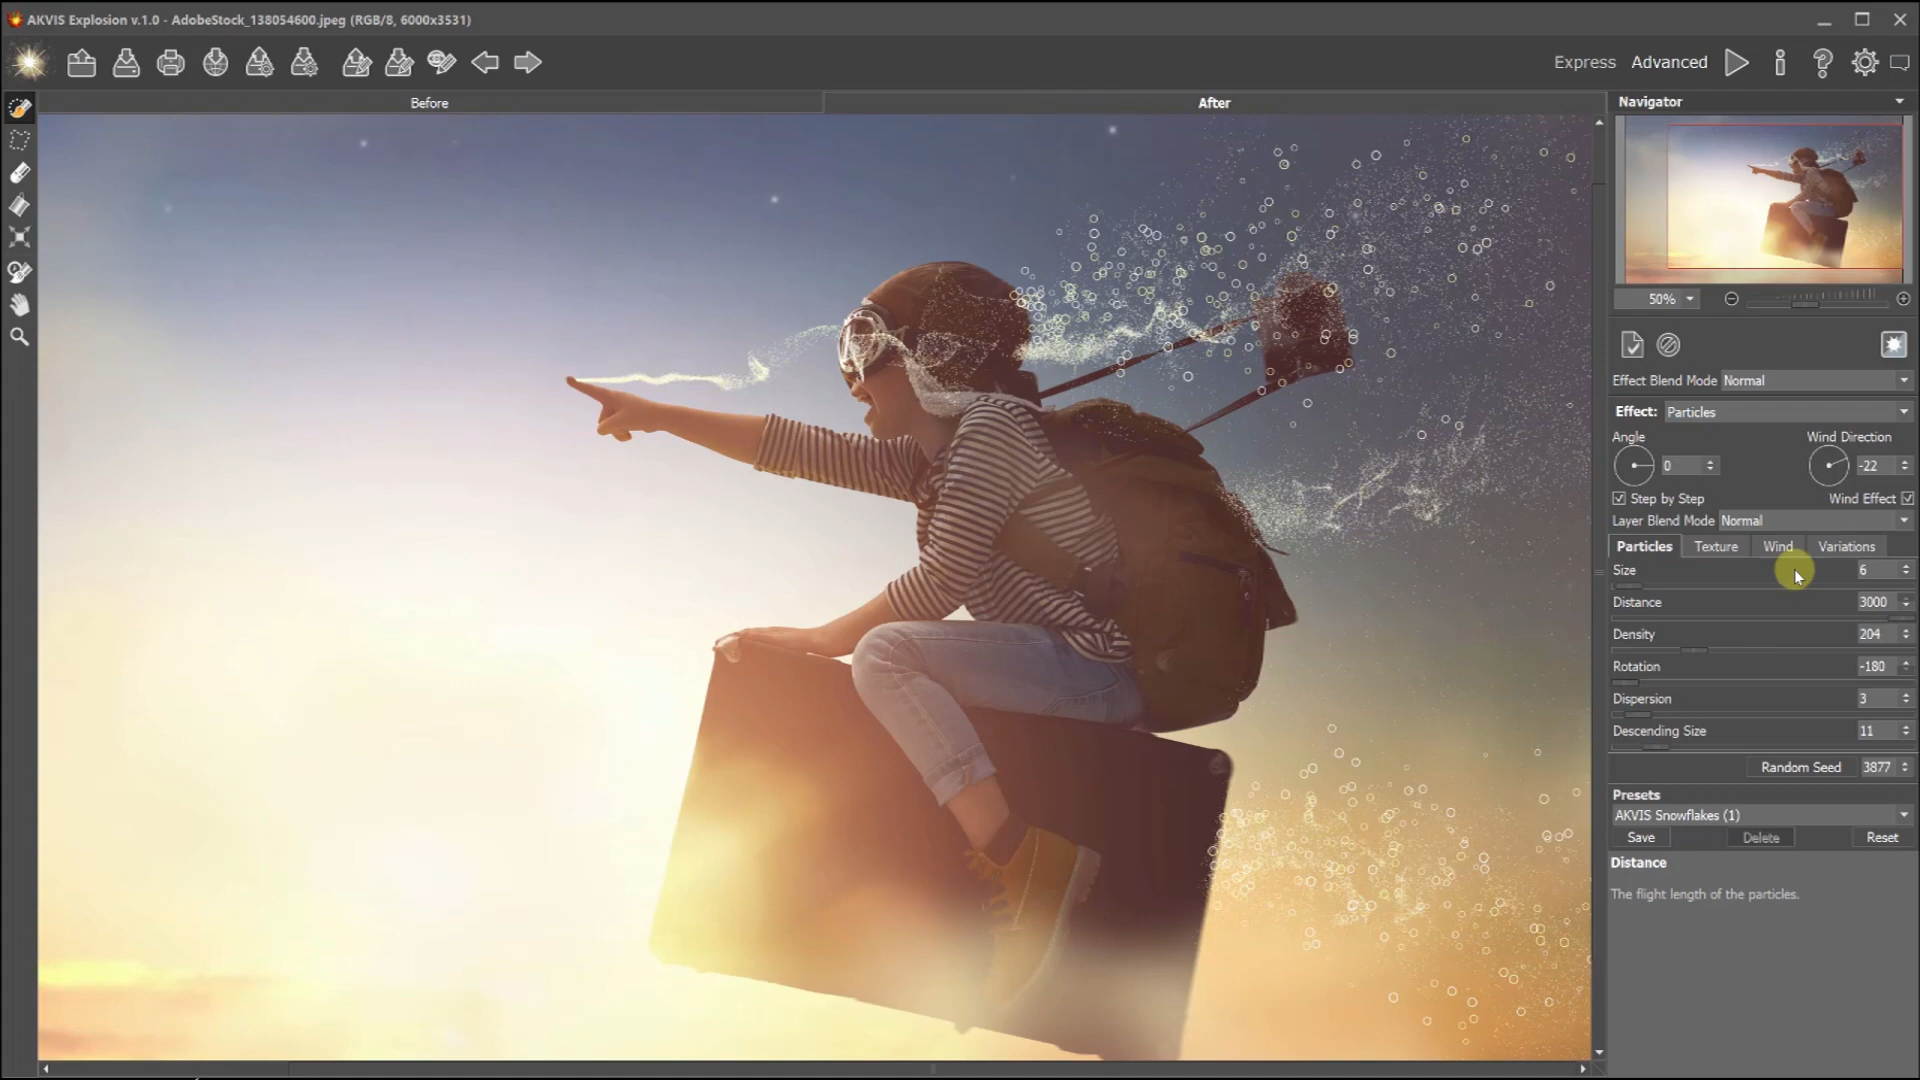 AKVIS Explosion v.1.0 - AdobeStock_138054600.jpeg (RGB/8, 6000x3531)
Express Advanced
Before After
Navigator
50%
Effect Blend Mode Normal
Effect: Particles
Angle Wind Direction
0 -22
Step by Step Wind Effect
Layer Blend Mode Normal
Particles Texture Wind Variations
Size 6
Distance 3000
Density 204
Rotation -180
Dispersion 3
Descending Size 11
Random Seed 3877
Presets
AKVIS Snowflakes (1)
Save Delete Reset
Distance
The flight length of the particles.